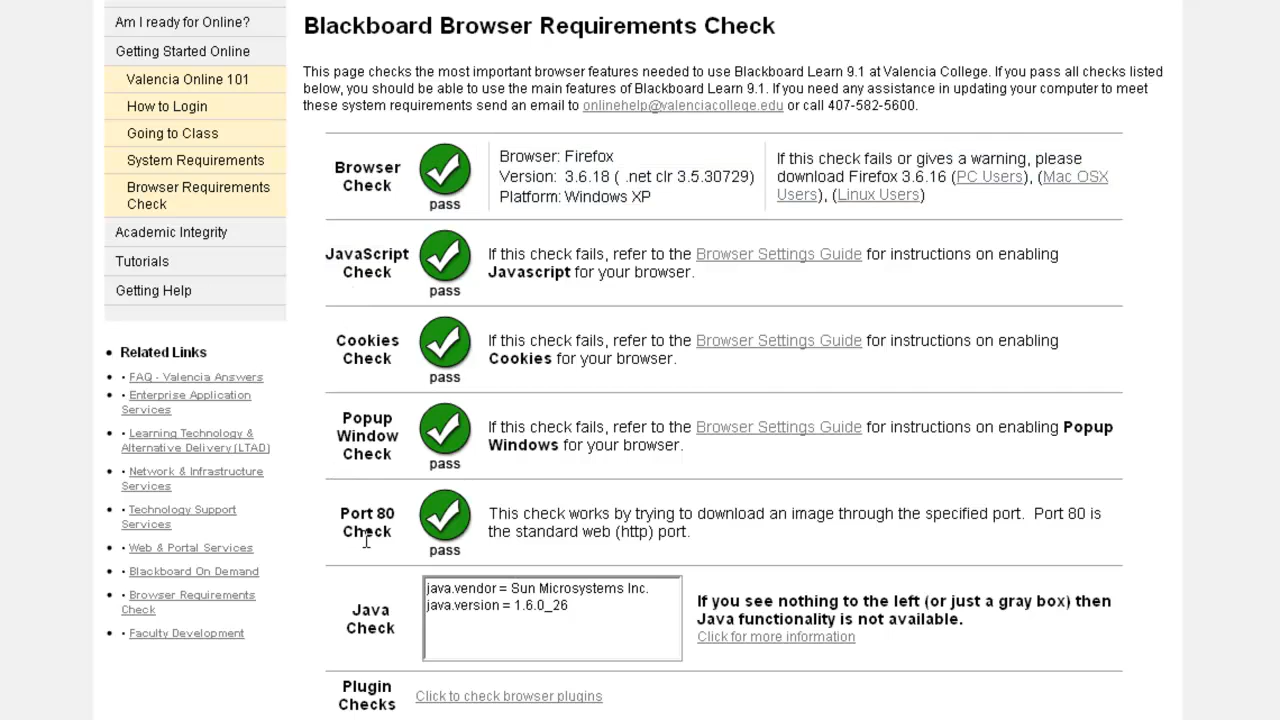 Am I ready for Online?
Getting Started Online
Valencia Online 101
How to Login
Going to Class
System Requirements
Browser Requirements
Check
Academic Integrity
Tutorials
Getting Help
• Related Links
• • FAQ - Valencia Answers
• • Enterprise Application
Services
• • Learning Technology &
Alternative Delivery (LTAD)
• • Network & Infrastructure
Services
• • Technology Support
Services
• • Web & Portal Services
• • Blackboard On Demand
• • Browser Requirements
Check
• • Faculty Development
Blackboard Browser Requirements Check
This page checks the most important browser features needed to use Blackboard Learn 9.1 at Valencia College. If you pass all checks listed
below, you should be able to use the main features of Blackboard Learn 9.1. If you need any assistance in updating your computer to meet
these system requirements send an email to onlinehelp@valenciacollege.edu or call 407-582-5600.
Browser
Check
pass
Browser: Firefox
Version: 3.6.18 ( .net clr 3.5.30729)
Platform: Windows XP
If this check fails or gives a warning, please
download Firefox 3.6.16 (PC Users), (Mac OSX
Users), (Linux Users)
JavaScript
Check
pass
If this check fails, refer to the Browser Settings Guide for instructions on enabling
Javascript for your browser.
Cookies
Check
pass
If this check fails, refer to the Browser Settings Guide for instructions on enabling
Cookies for your browser.
Popup
Window
Check
pass
If this check fails, refer to the Browser Settings Guide for instructions on enabling Popup
Windows for your browser.
Port 80
Check
pass
This check works by trying to download an image through the specified port. Port 80 is
the standard web (http) port.
Java
Check
java.vendor = Sun Microsystems Inc.
java.version = 1.6.0_26
If you see nothing to the left (or just a gray box) then
Java functionality is not available.
Click for more information
Plugin
Checks
Click to check browser plugins